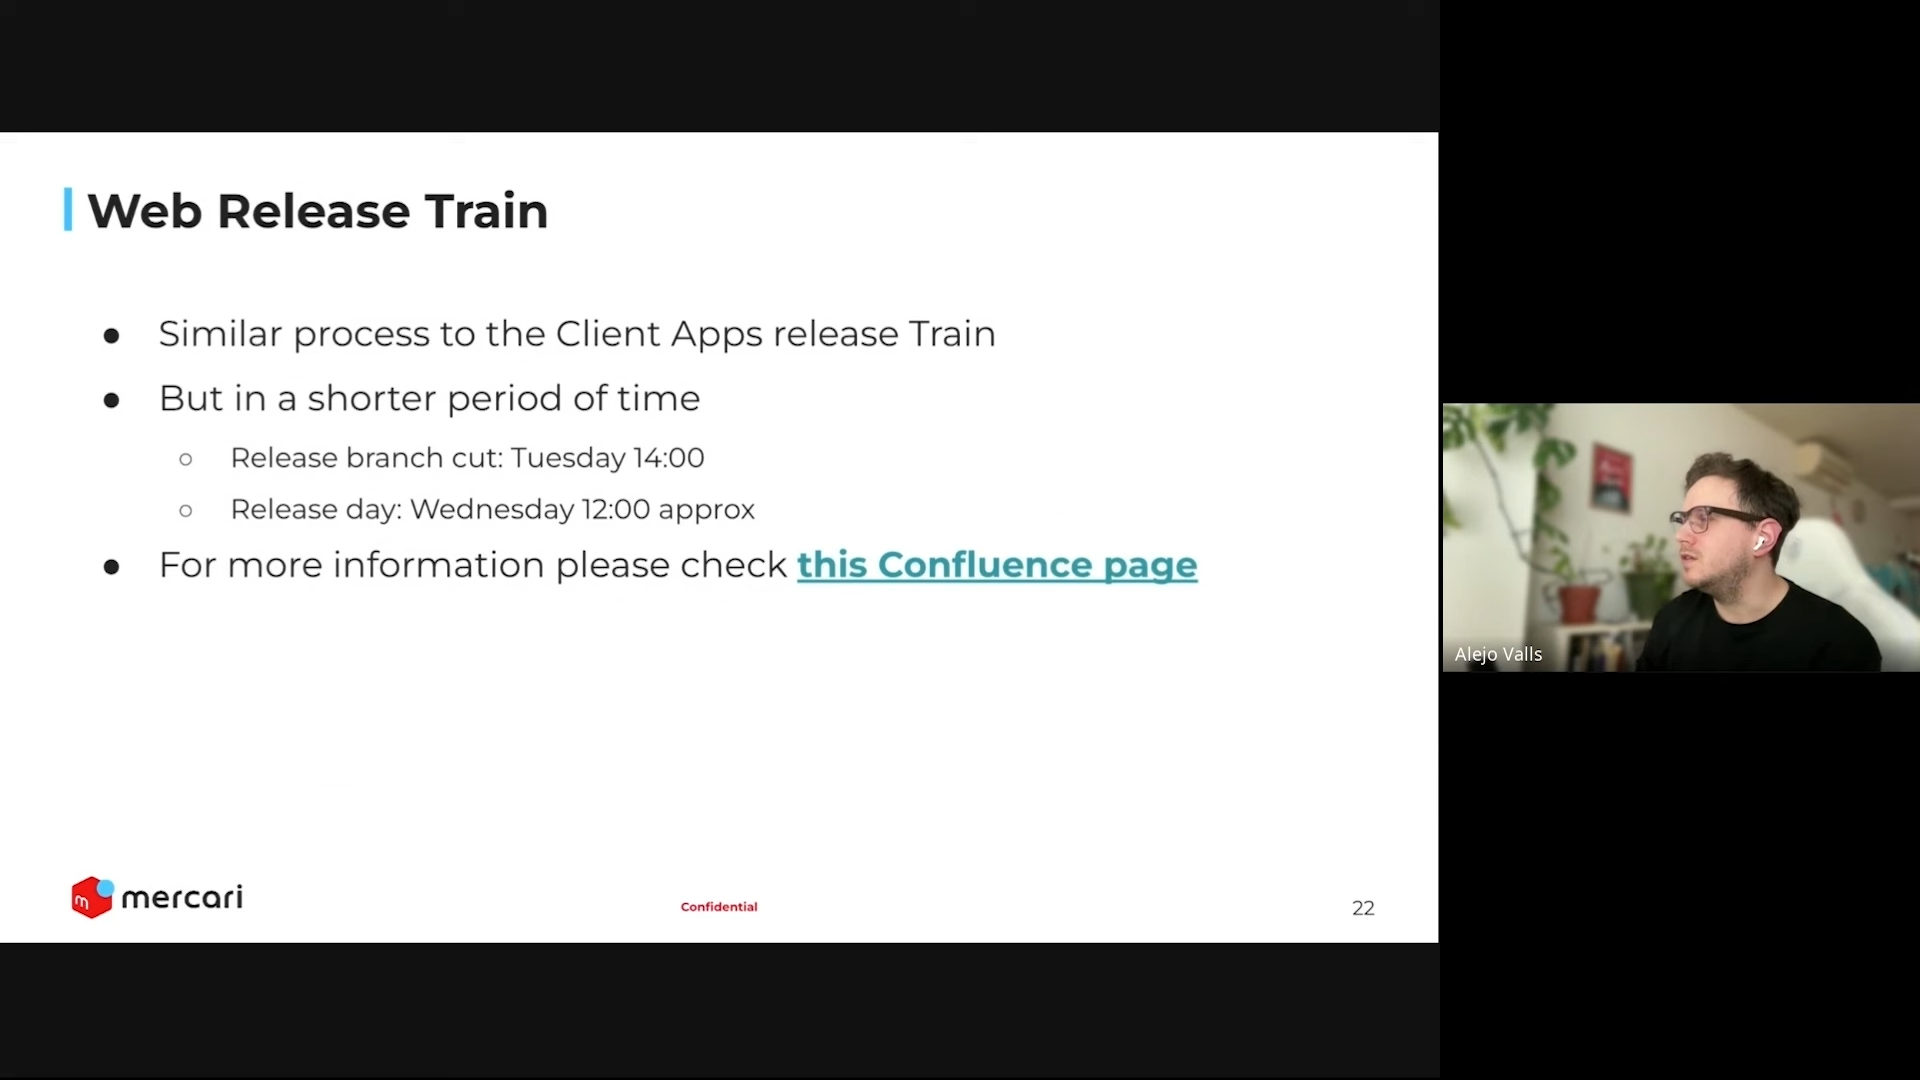 Web Release Train
● Similar process to the Client Apps release Train
● But in a shorter period of time
○ Release branch cut: Tuesday 14:00
○ Release day: Wednesday 12:00 approx
● For more information please check this Confluence page
Alejo Valls
m mercari
Confidential
22